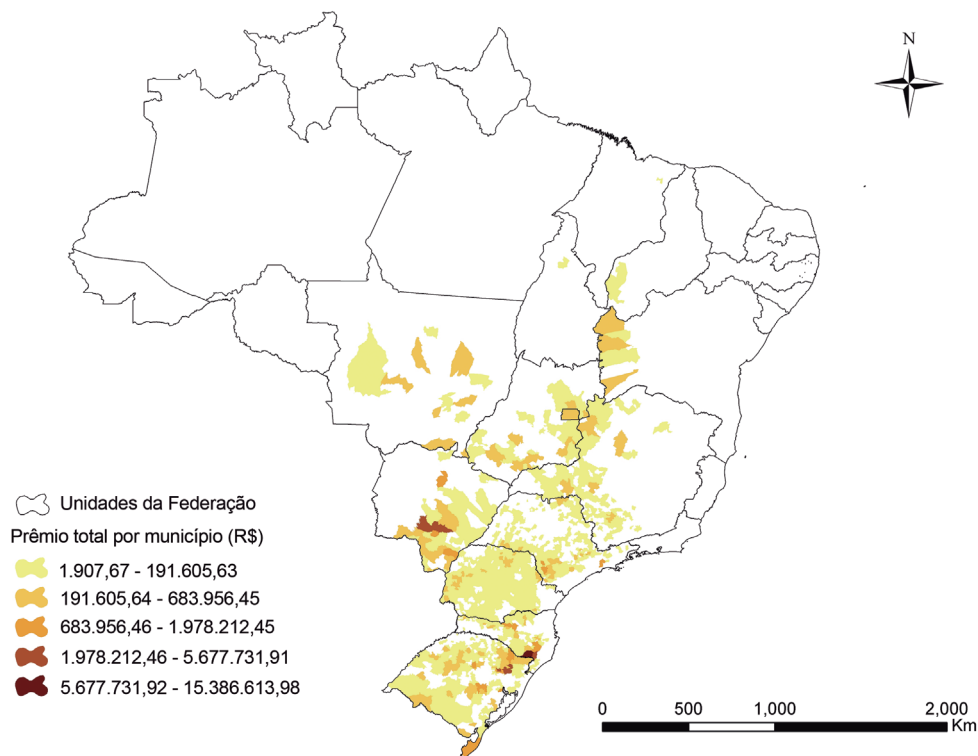 N
Unidades da Federação
Prêmio total por município (R$)
1.907,67 - 191.605,63
191.605,64 - 683.956,45
683.956,46 - 1.978.212,45
1.978.212,46 - 5.677.731,91
5.677.731,92 - 15.386.613,98
0 500 1,000 2,000
Km